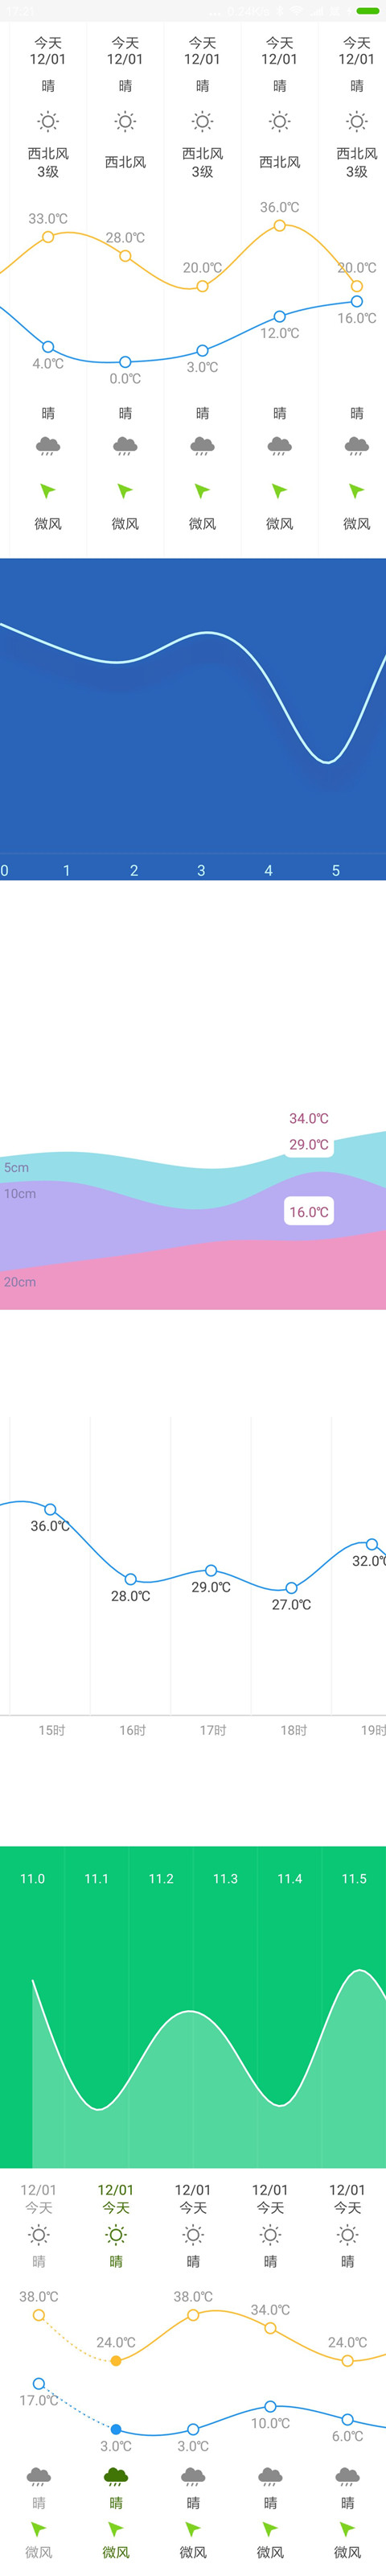 17:21 ... 0.24K/s
今天 今天 今天 今天 今天
12/01 12/01 12/01 12/01 12/01
晴 晴 晴 晴 晴
西北风 西北风 西北风 西北风 西北风
3级 3级 3级
33.0℃ 28.0℃ 20.0℃ 36.0℃ 20.0℃
4.0℃ 0.0℃ 3.0℃ 12.0℃ 16.0℃
晴 晴 晴 晴 晴
微风 微风 微风 微风 微风
0 1 2 3 4 5
34.0℃
29.0℃
5cm
10cm
16.0℃
20cm
36.0℃ 28.0℃ 29.0℃ 27.0℃ 32.0℃
15时 16时 17时 18时 19时
11.0 11.1 11.2 11.3 11.4 11.5
12/01 12/01 12/01 12/01 12/01
今天 今天 今天 今天 今天
晴 晴 晴 晴 晴
38.0℃ 24.0℃ 38.0℃ 34.0℃ 24.0℃
17.0℃ 3.0℃ 3.0℃ 10.0℃ 6.0℃
晴 晴 晴 晴 晴
微风 微风 微风 微风 微风